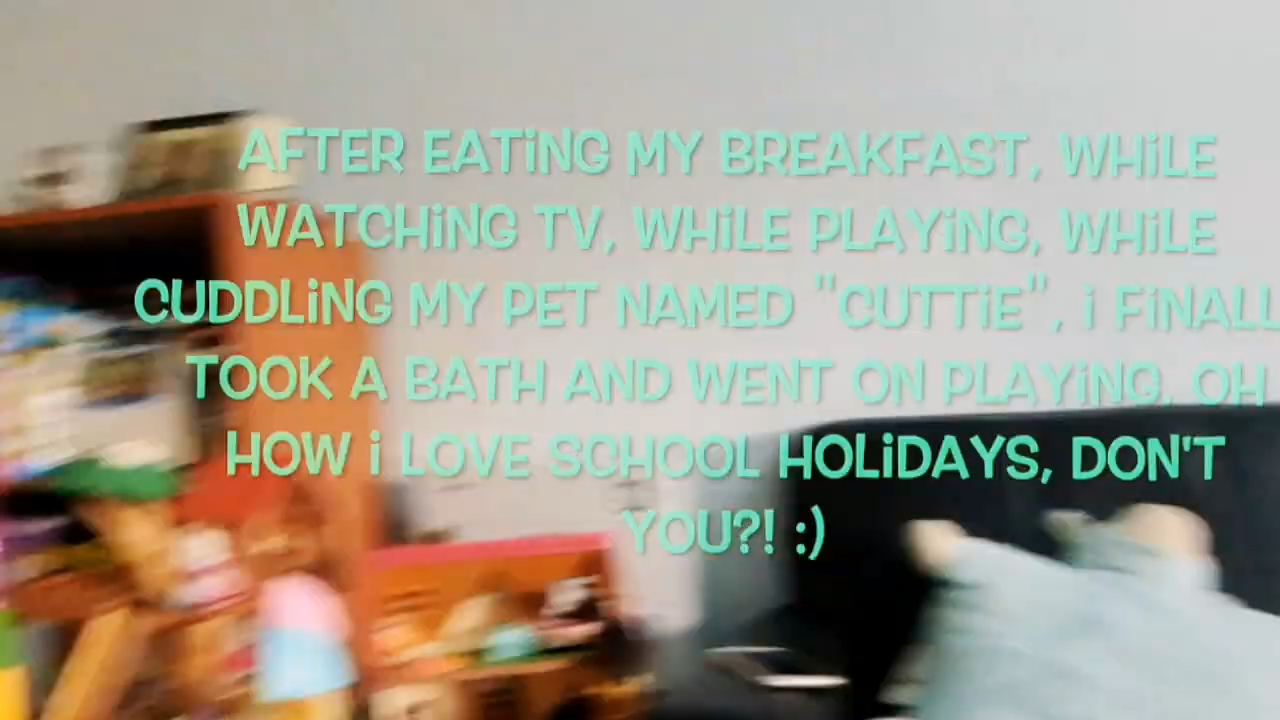 AFTER EATiNG MY BREAKFAST, WHiLE
WATCHiNG TV, WHiLE PLAYiNG, WHiLE
CUDDLiNG MY PET NAMED "CUTTiE", i FiNALL
TOOK A BATH AND WENT ON PLAYiNG. OH
HOW i LOVE SCHOOL HOLiDAYS, DON'T
YOU?! :)